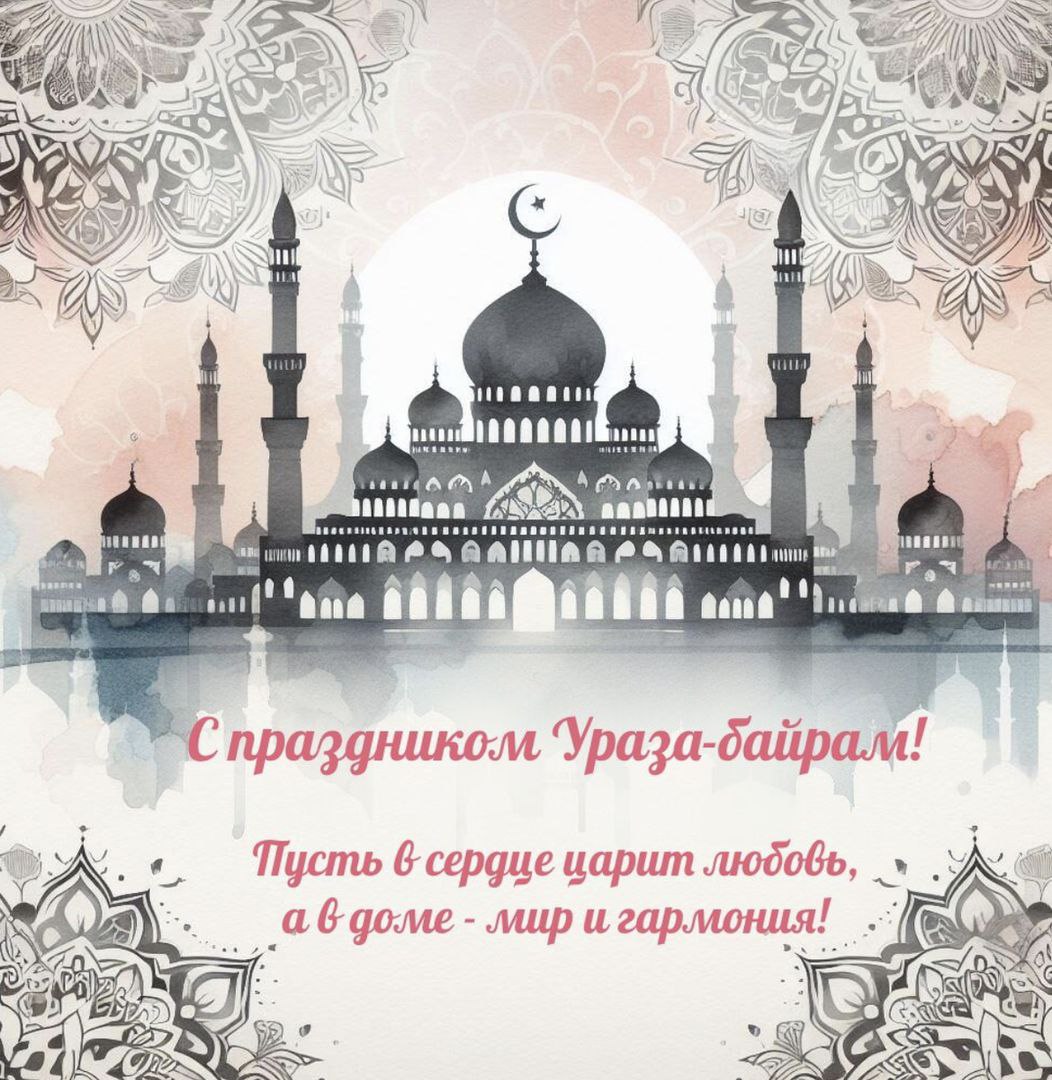 С праздником Ураза-байрам!
Пусть в сердце царит любовь,
а в доме - мир и гармония!